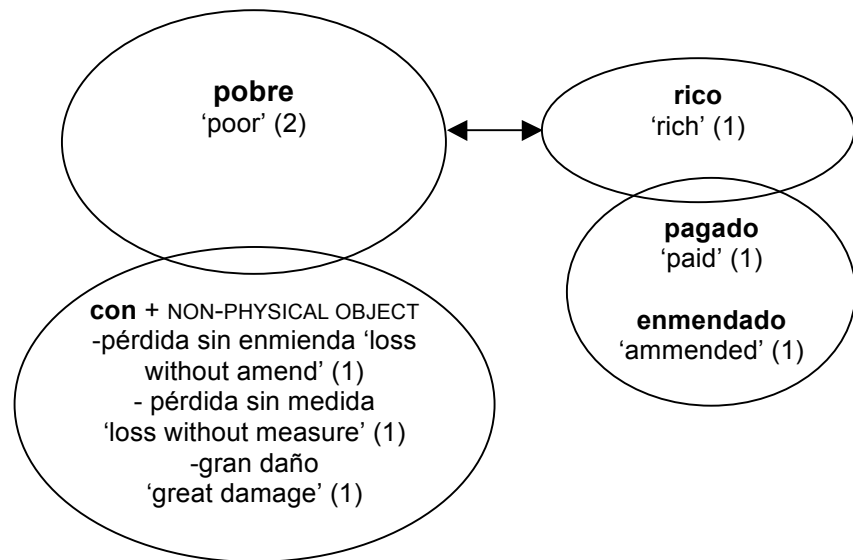 pobre
‘poor’ (2)
rico
‘rich’ (1)
con + NON-PHYSICAL OBJECT
-pérdida sin enmienda ‘loss
without amend’ (1)
- pérdida sin medida
‘loss without measure’ (1)
-gran daño
‘great damage’ (1)
pagado
‘paid’ (1)
enmendado
‘ammended’ (1)